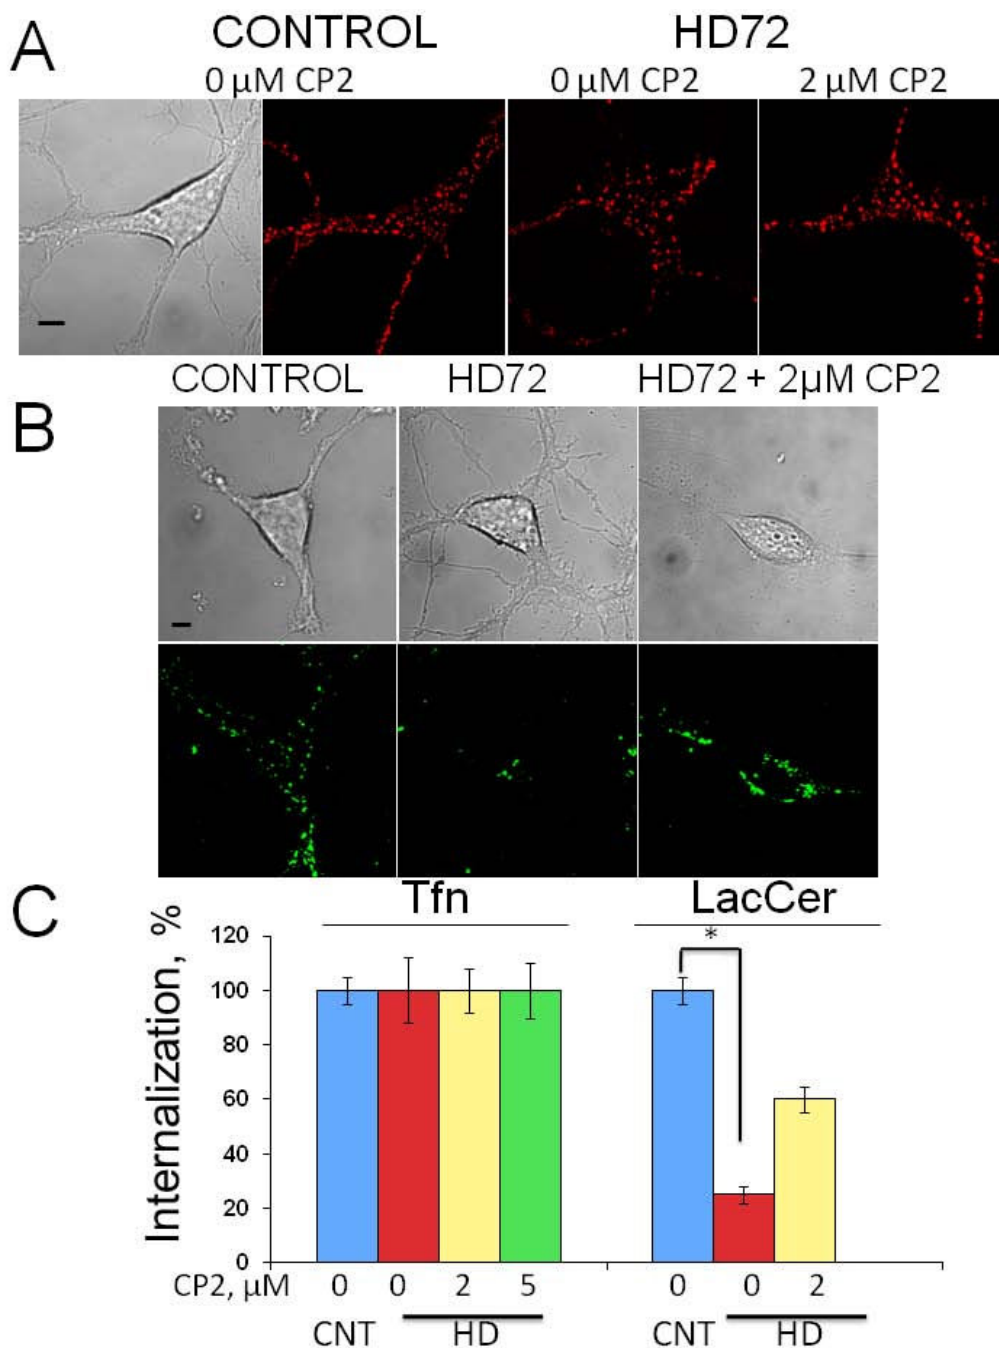 A
CONTROL HD72
0 μM CP2 0 μM CP2 2 μM CP2
CONTROL HD72 HD72 + 2μM CP2
B
C
Tfn LacCer
Internalization, %
*
120
100
80
60
40
20
0
CP2, μM 0 0 2 5 0 0 2
CNT HD CNT HD